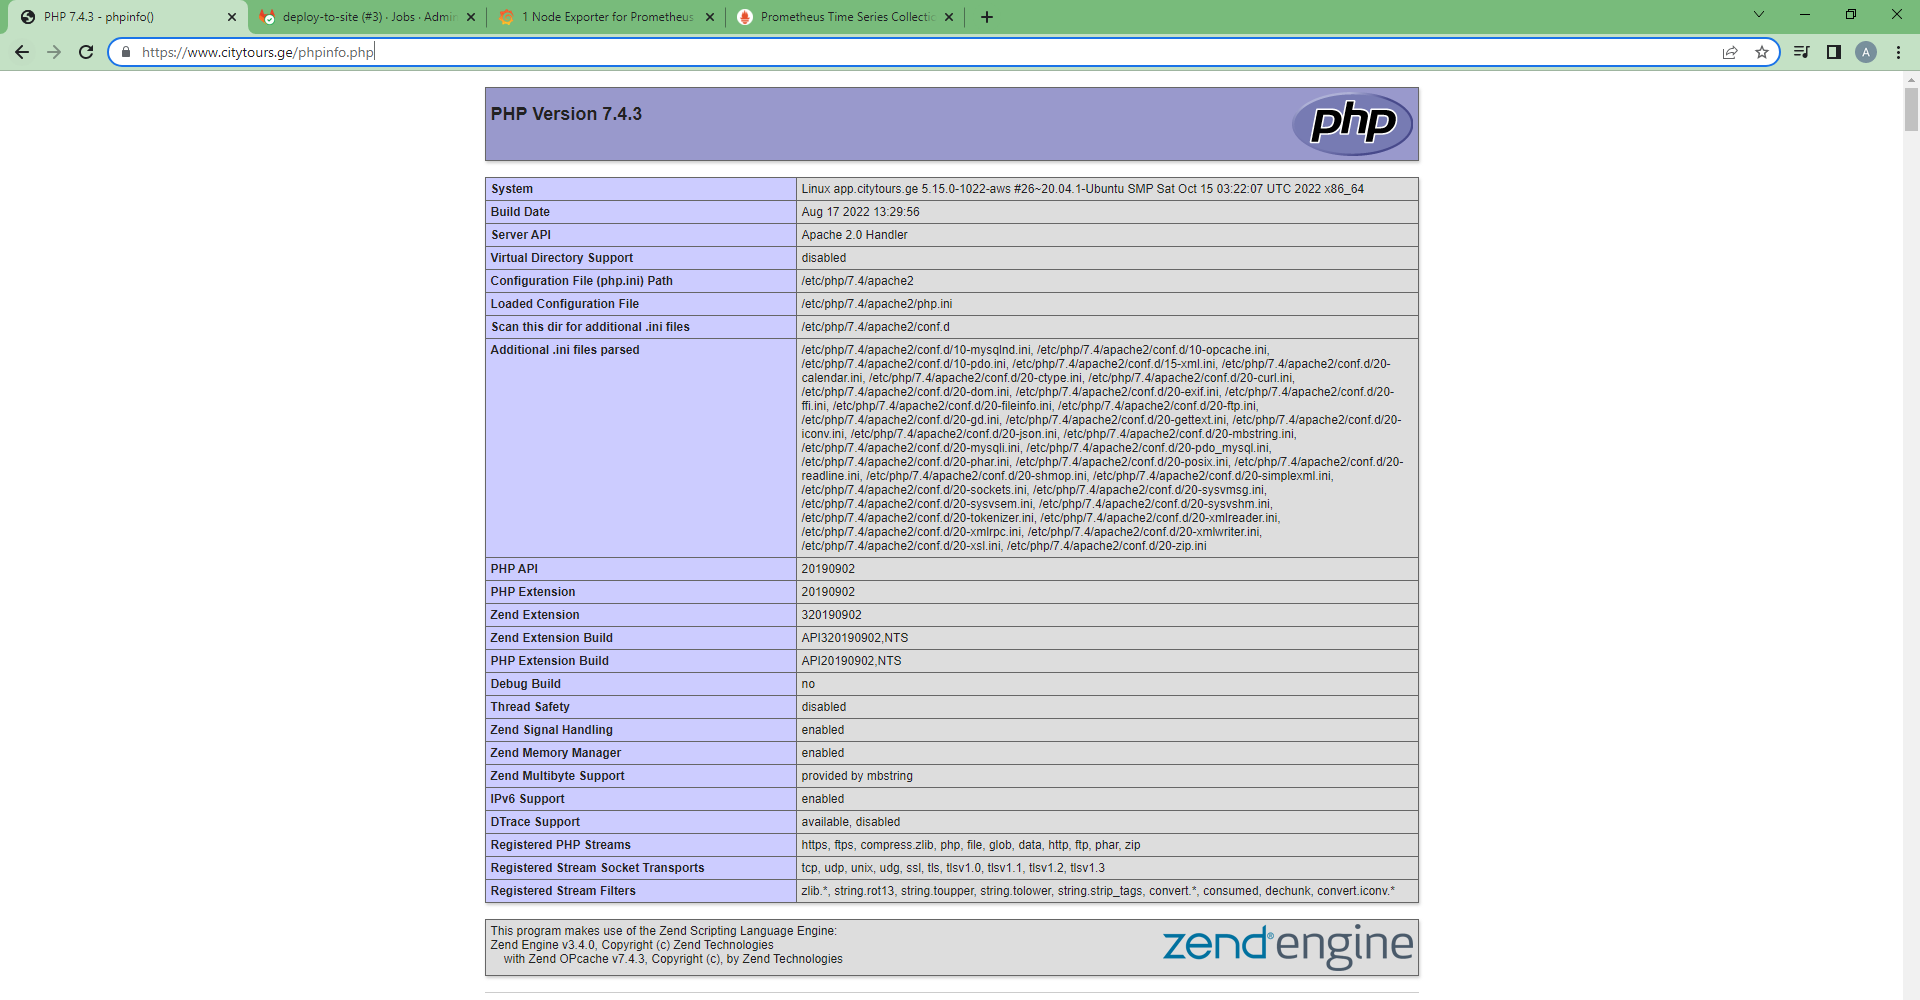 PHP 7.4.3 - phpinfo()
deploy-to-site (#3) · Jobs · Admin
1 Node Exporter for Prometheus
Prometheus Time Series Collectio
https://www.citytours.ge/phpinfo.php
A
PHP Version 7.4.3
php
System Linux app.citytours.ge 5.15.0-1022-aws #26~20.04.1-Ubuntu SMP Sat Oct 15 03:22:07 UTC 2022 x86_64
Build Date Aug 17 2022 13:29:56
Server API Apache 2.0 Handler
Virtual Directory Support disabled
Configuration File (php.ini) Path /etc/php/7.4/apache2
Loaded Configuration File /etc/php/7.4/apache2/php.ini
Scan this dir for additional .ini files /etc/php/7.4/apache2/conf.d
Additional .ini files parsed /etc/php/7.4/apache2/conf.d/10-mysqlnd.ini, /etc/php/7.4/apache2/conf.d/10-opcache.ini,
/etc/php/7.4/apache2/conf.d/10-pdo.ini, /etc/php/7.4/apache2/conf.d/15-xml.ini, /etc/php/7.4/apache2/conf.d/20-
calendar.ini, /etc/php/7.4/apache2/conf.d/20-ctype.ini, /etc/php/7.4/apache2/conf.d/20-curl.ini,
/etc/php/7.4/apache2/conf.d/20-dom.ini, /etc/php/7.4/apache2/conf.d/20-exif.ini, /etc/php/7.4/apache2/conf.d/20-
ffi.ini, /etc/php/7.4/apache2/conf.d/20-fileinfo.ini, /etc/php/7.4/apache2/conf.d/20-ftp.ini,
/etc/php/7.4/apache2/conf.d/20-gd.ini, /etc/php/7.4/apache2/conf.d/20-gettext.ini, /etc/php/7.4/apache2/conf.d/20-
iconv.ini, /etc/php/7.4/apache2/conf.d/20-json.ini, /etc/php/7.4/apache2/conf.d/20-mbstring.ini,
/etc/php/7.4/apache2/conf.d/20-mysqli.ini, /etc/php/7.4/apache2/conf.d/20-pdo_mysql.ini,
/etc/php/7.4/apache2/conf.d/20-phar.ini, /etc/php/7.4/apache2/conf.d/20-posix.ini, /etc/php/7.4/apache2/conf.d/20-
readline.ini, /etc/php/7.4/apache2/conf.d/20-shmop.ini, /etc/php/7.4/apache2/conf.d/20-simplexml.ini,
/etc/php/7.4/apache2/conf.d/20-sockets.ini, /etc/php/7.4/apache2/conf.d/20-sysvmsg.ini,
/etc/php/7.4/apache2/conf.d/20-sysvsem.ini, /etc/php/7.4/apache2/conf.d/20-sysvshm.ini,
/etc/php/7.4/apache2/conf.d/20-tokenizer.ini, /etc/php/7.4/apache2/conf.d/20-xmlreader.ini,
/etc/php/7.4/apache2/conf.d/20-xmlrpc.ini, /etc/php/7.4/apache2/conf.d/20-xmlwriter.ini,
/etc/php/7.4/apache2/conf.d/20-xsl.ini, /etc/php/7.4/apache2/conf.d/20-zip.ini
PHP API 20190902
PHP Extension 20190902
Zend Extension 320190902
Zend Extension Build API320190902,NTS
PHP Extension Build API20190902,NTS
Debug Build no
Thread Safety disabled
Zend Signal Handling enabled
Zend Memory Manager enabled
Zend Multibyte Support provided by mbstring
IPv6 Support enabled
DTrace Support available, disabled
Registered PHP Streams https, ftps, compress.zlib, php, file, glob, data, http, ftp, phar, zip
Registered Stream Socket Transports tcp, udp, unix, udg, ssl, tls, tlsv1.0, tlsv1.1, tlsv1.2, tlsv1.3
Registered Stream Filters zlib.*, string.rot13, string.toupper, string.tolower, string.strip_tags, convert.*, consumed, dechunk, convert.iconv.*
This program makes use of the Zend Scripting Language Engine:
Zend Engine v3.4.0, Copyright (c) Zend Technologies
with Zend OPcache v7.4.3, Copyright (c), by Zend Technologies
zend®engine